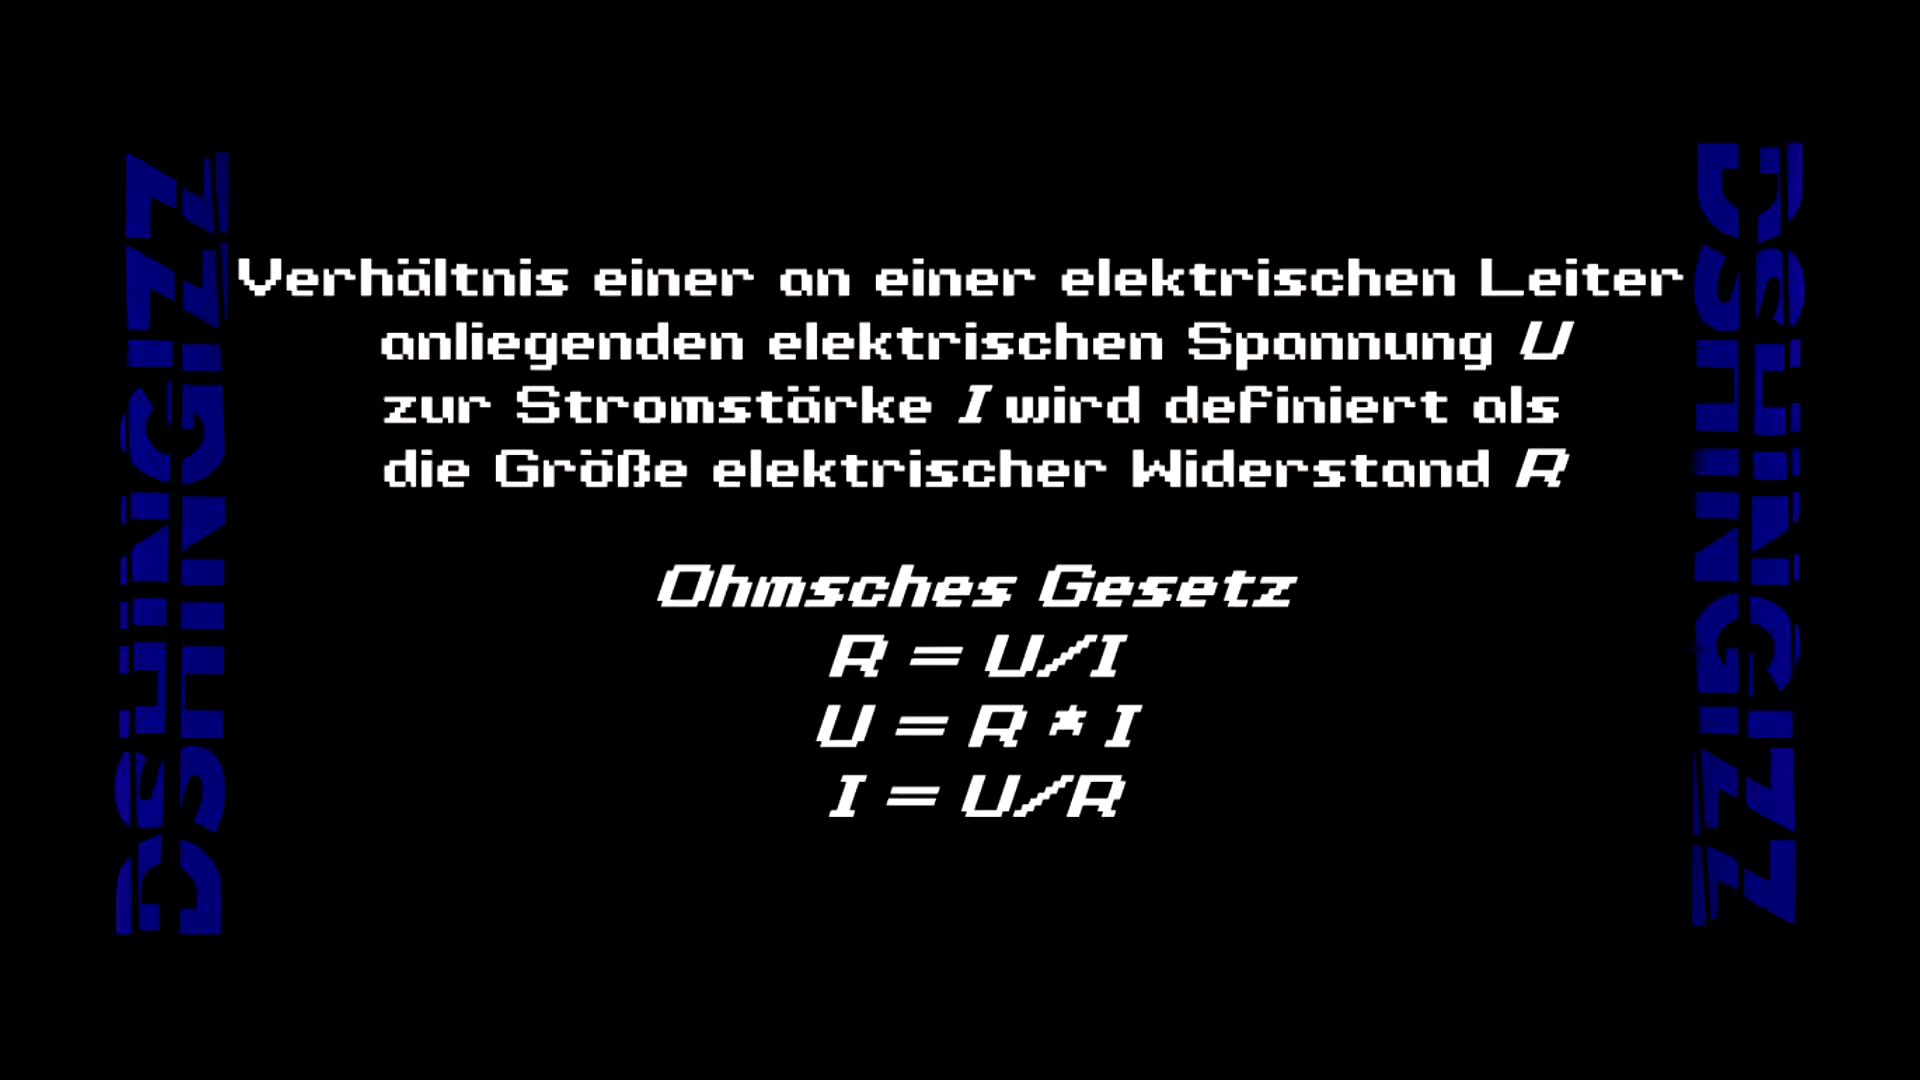 DSHINGIZZ
Verhältnis einer an einer elektrischen Leiter
anliegenden elektrischen Spannung U
zur Stromstärke I wird definiert als
die Größe elektrischer Widerstand R
Ohmsches Gesetz
R = U/I
U = R * I
I = U/R
DSHINGIZZ